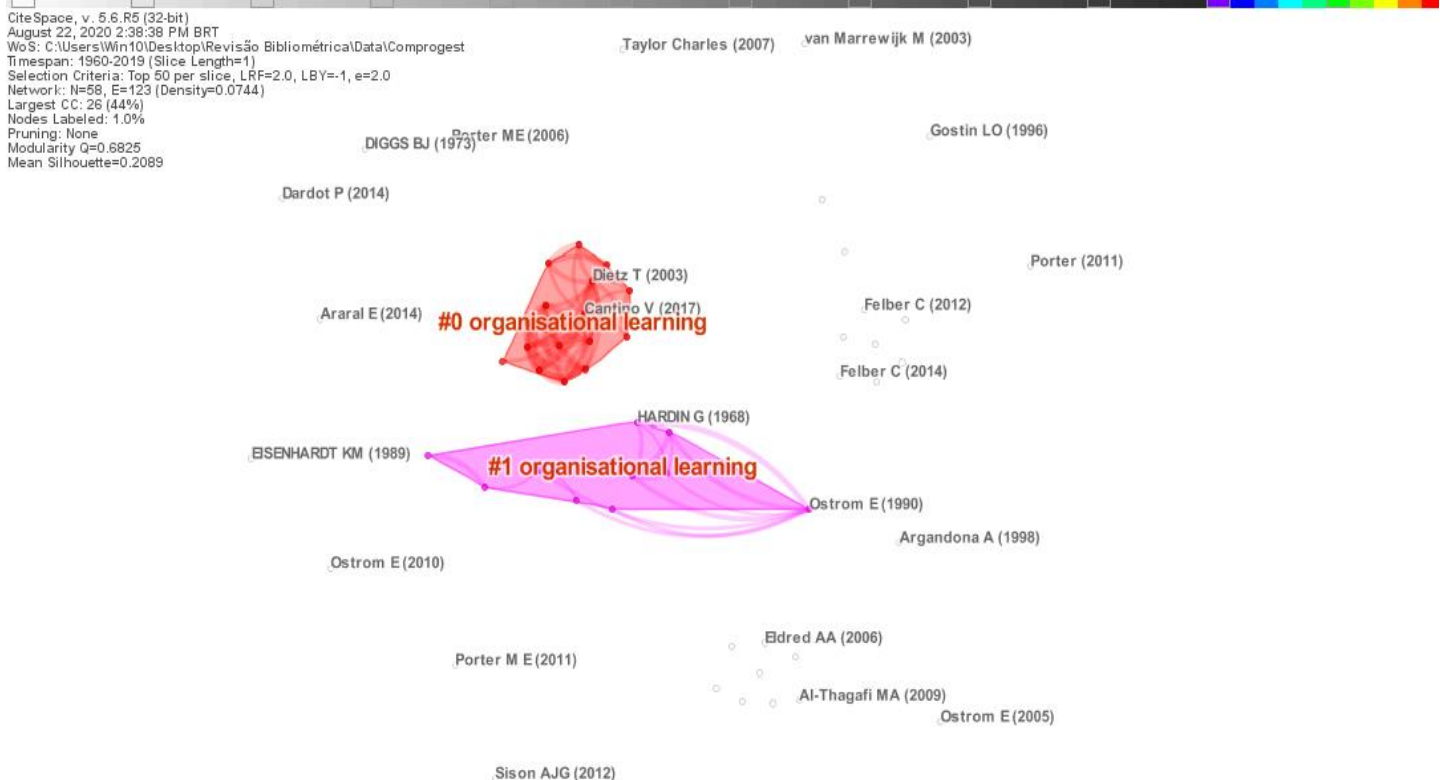 CiteSpace, v. 5.6.R5 (32-bit)
August 22, 2020 2:38:38 PM BRT
WoS: C:\Users\Win10\Desktop\Revisão Bibliométrica\Data\Comprogest
Timespan: 1960-2019 (Slice Length=1)
Selection Criteria: Top 50 per slice, LRF=2.0, LBY=-1, e=2.0
Network: N=58, E=123 (Density=0.0744)
Largest CC: 26 (44%)
Nodes Labeled: 1.0%
Pruning: None
Modularity Q=0.6825
Mean Silhouette=0.2089
Taylor Charles (2007)
van Marrewijk M (2003)
Porter ME (2006)
DIGGS BJ (1973)
Gostin LO (1996)
Dardot P (2014)
Porter (2011)
Dietz T (2003)
Cantino V (2017)
Felber C (2012)
Araral E (2014)
#0 organisational learning
Felber C (2014)
HARDIN G (1968)
EISENHARDT KM (1989)
#1 organisational learning
Ostrom E (1990)
Argandona A (1998)
Ostrom E (2010)
Eldred AA (2006)
Porter M E (2011)
Al-Thagafi MA (2009)
Ostrom E (2005)
Sison AJG (2012)